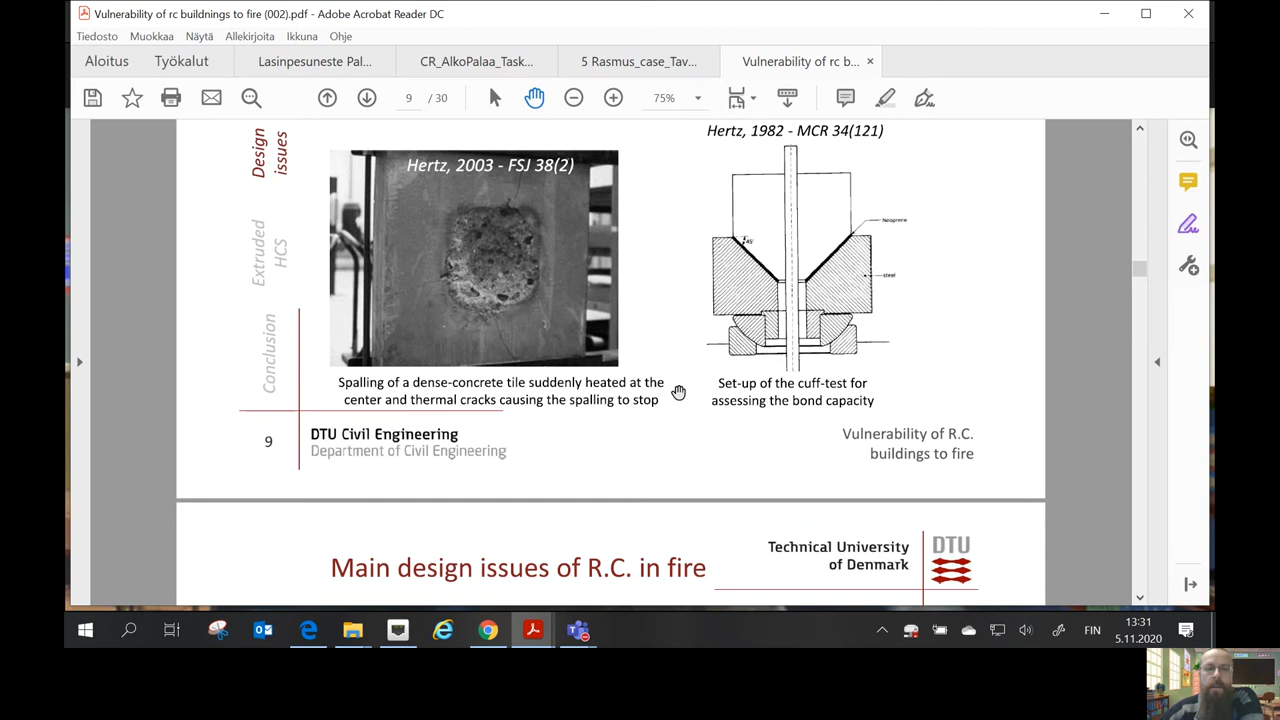 Vulnerability of rc buildnings to fire (002).pdf - Adobe Acrobat Reader DC
Tiedosto Muokkaa Näytä Allekirjoita Ikkuna Ohje
Aloitus Työkalut Lasinpesuneste Pal... CR_AlkoPalaa_Task... 5 Rasmus_case_Tav... Vulnerability of rc b...
9 / 30 75%
Hertz, 1982 - MCR 34(121)
Design
issues
Hertz, 2003 - FSJ 38(2)
Neoprene
45°
steel
Extruded
HCS
Conclusion
Spalling of a dense-concrete tile suddenly heated at the
center and thermal cracks causing the spalling to stop
Set-up of the cuff-test for
assessing the bond capacity
9
DTU Civil Engineering
Department of Civil Engineering
Vulnerability of R.C.
buildings to fire
Main design issues of R.C. in fire
Technical University
of Denmark
DTU
FIN
13:31
5.11.2020